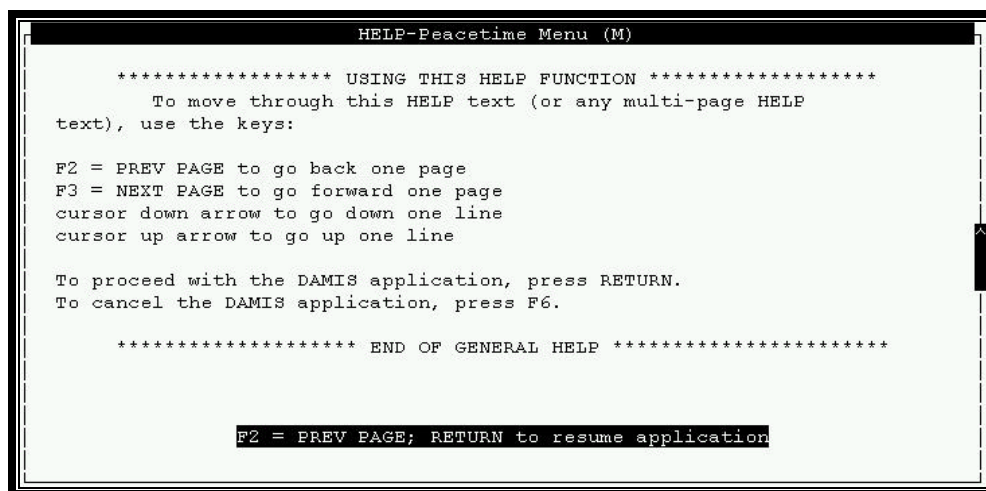 HELP-Peacetime Menu (M)
****************** USING THIS HELP FUNCTION *******************
To move through this HELP text (or any multi-page HELP
text), use the keys:
F2 = PREV PAGE to go back one page
F3 = NEXT PAGE to go forward one page
cursor down arrow to go down one line
cursor up arrow to go up one line
To proceed with the DAMIS application, press RETURN.
To cancel the DAMIS application, press F6.
******************** END OF GENERAL HELP ***********************
F2 = PREV PAGE; RETURN to resume application